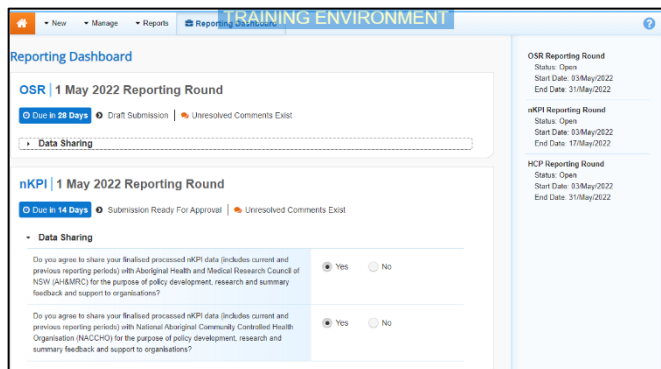 New Manage Reports Reporting Dashboard
TRAINING ENVIRONMENT
?
Reporting Dashboard
OSR | 1 May 2022 Reporting Round
Due in 28 Days Draft Submission | Unresolved Comments Exist
Data Sharing
nKPI | 1 May 2022 Reporting Round
Due in 14 Days Submission Ready For Approval | Unresolved Comments Exist
Data Sharing
Do you agree to share your finalised processed nKPI data (includes current and
previous reporting periods) with Aboriginal Health and Medical Research Council of
NSW (AH&MRC) for the purpose of policy development, research and summary
feedback and support to organisations?
Yes No
Do you agree to share your finalised processed nKPI data (includes current and
previous reporting periods) with National Aboriginal Community Controlled Health
Organisation (NACCHO) for the purpose of policy development, research and
summary feedback and support to organisations?
Yes No
OSR Reporting Round
Status: Open
Start Date: 03/May/2022
End Date: 31/May/2022
nKPI Reporting Round
Status: Open
Start Date: 03/May/2022
End Date: 17/May/2022
HCP Reporting Round
Status: Open
Start Date: 03/May/2022
End Date: 31/May/2022